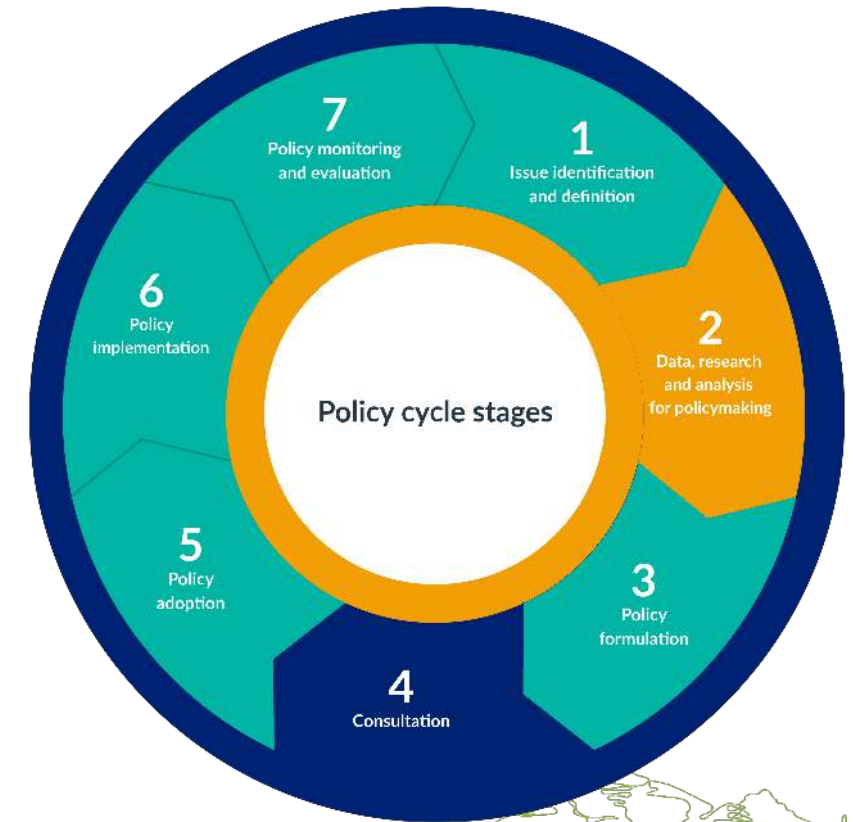 Policy cycle stages
1
Issue identification
and definition
2
Data, research
and analysis
for policymaking
3
Policy
formulation
4
Consultation
5
Policy
adoption
6
Policy
implementation
7
Policy monitoring
and evaluation